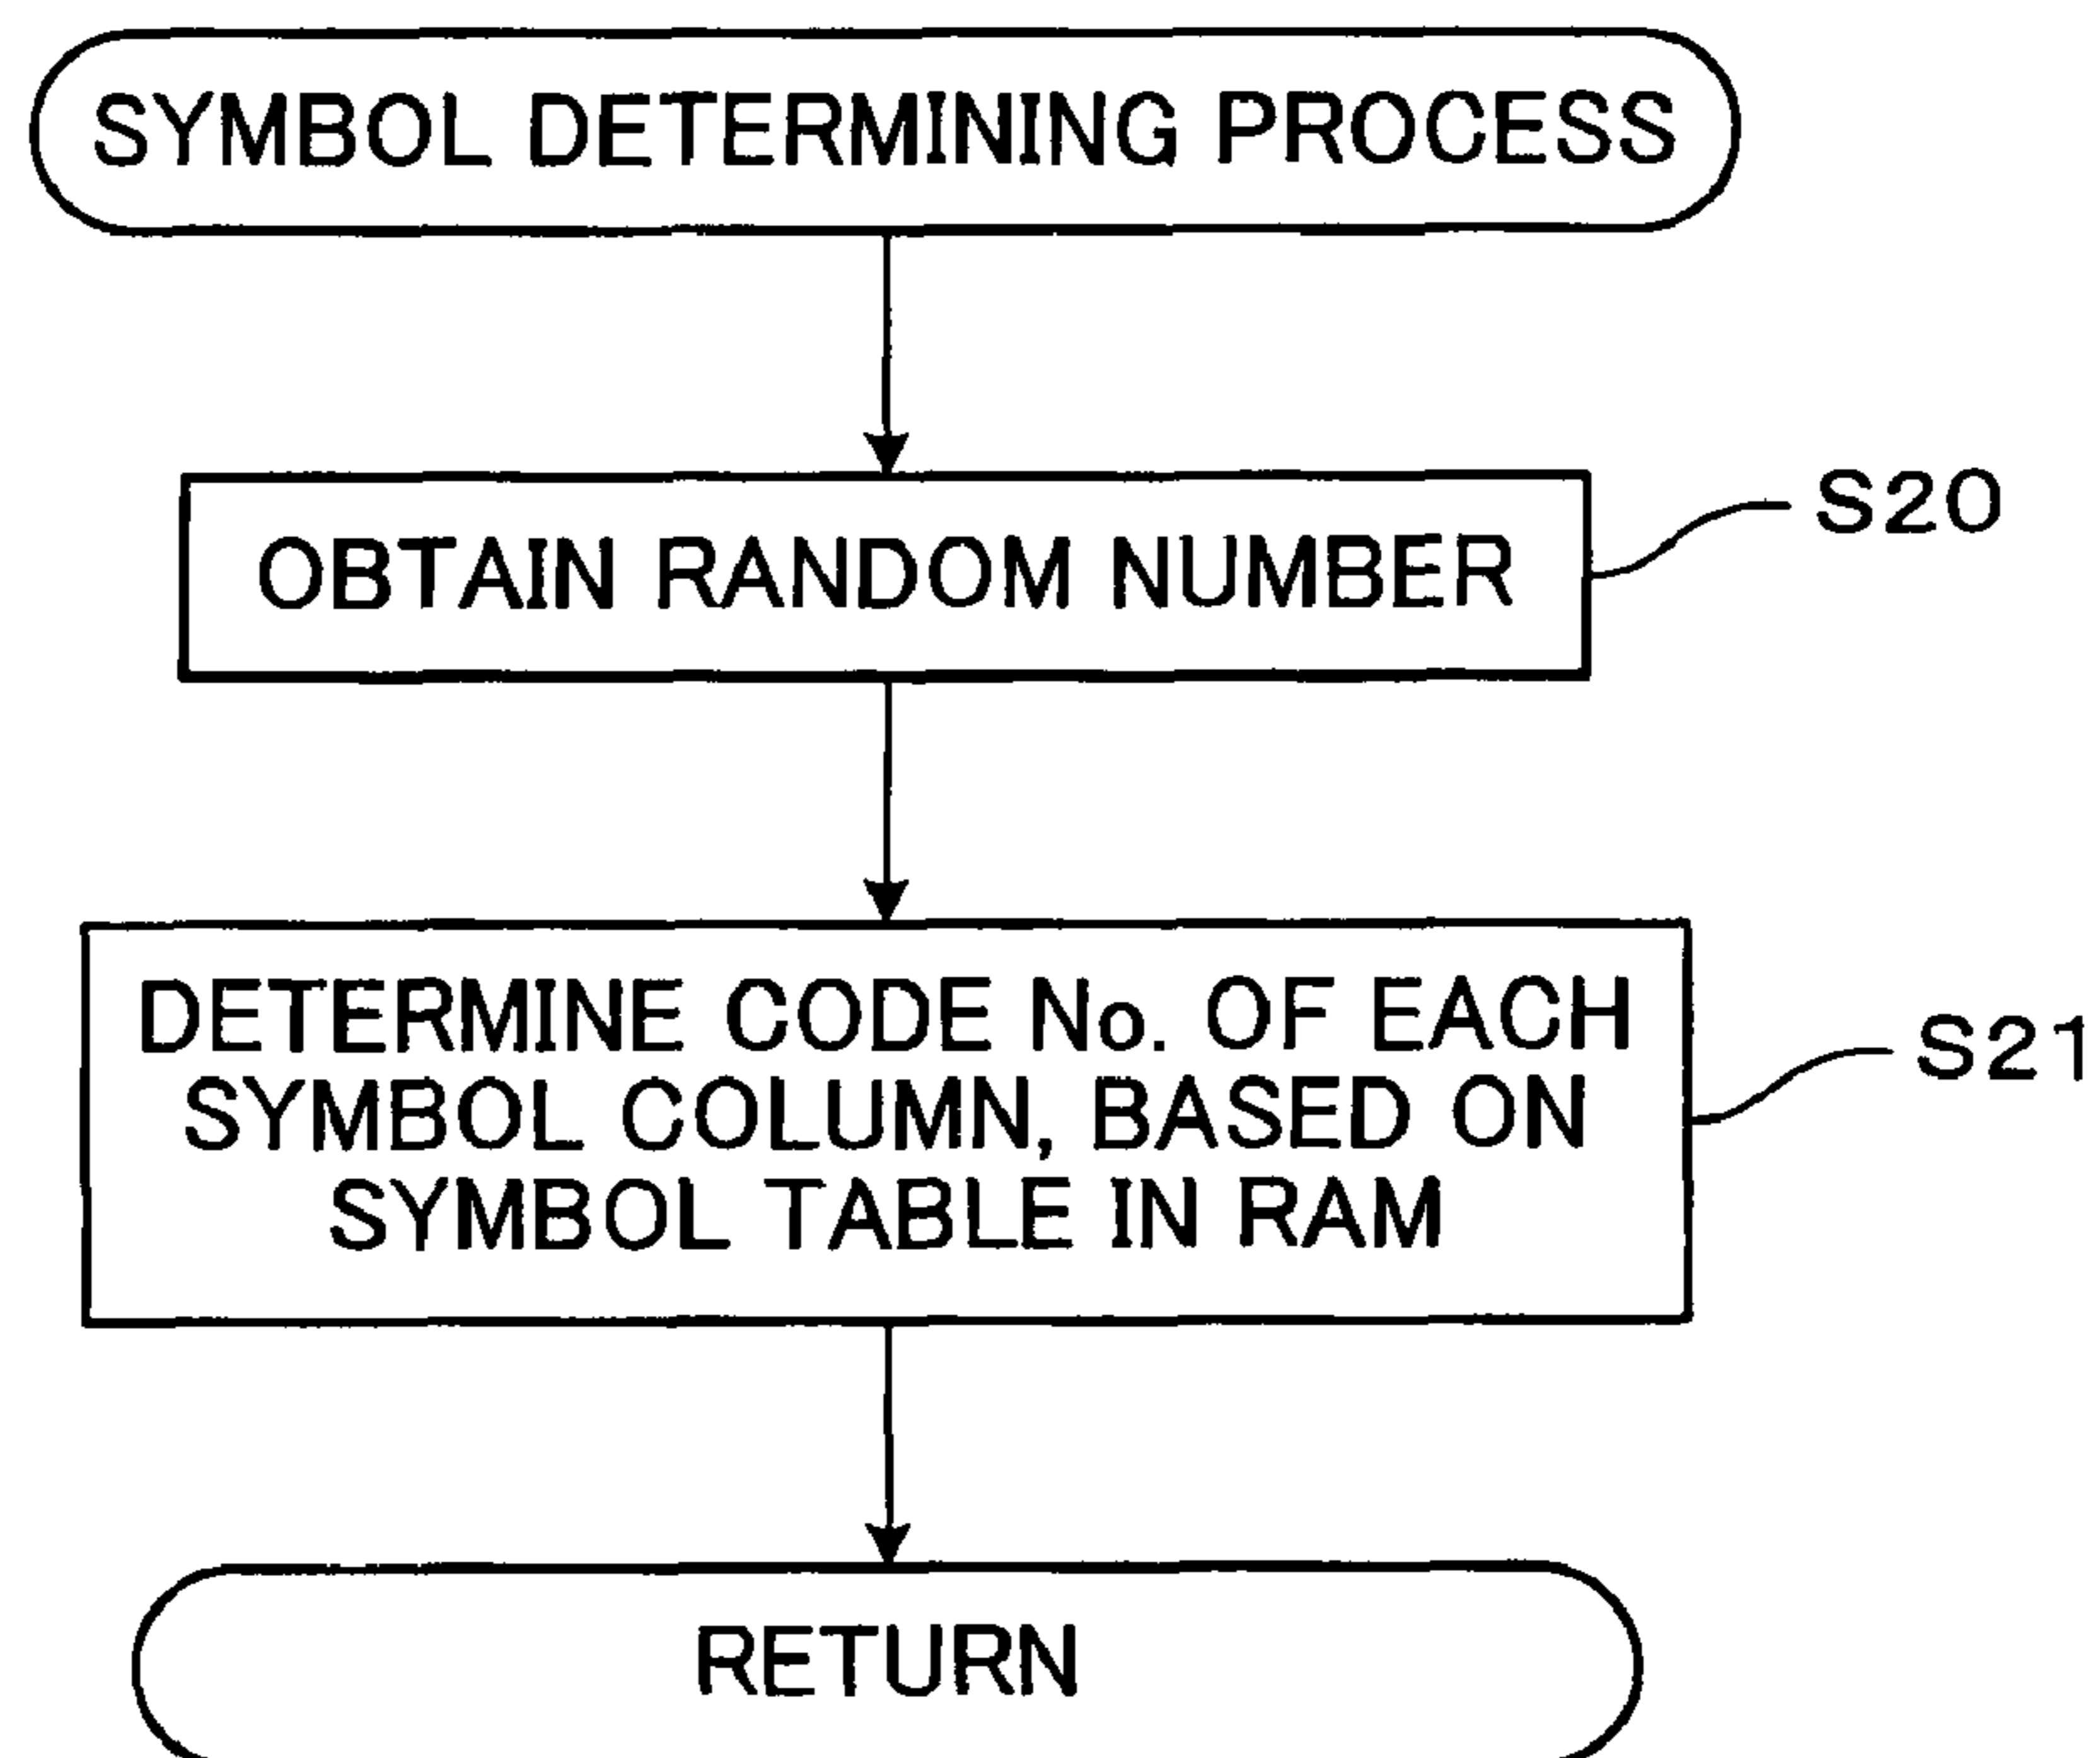 SYMBOL DETERMINING PROCESS
OBTAIN RANDOM NUMBER
S20
DETERMINE CODE No. OF EACH
SYMBOL COLUMN, BASED ON
SYMBOL TABLE IN RAM
S21
RETURN